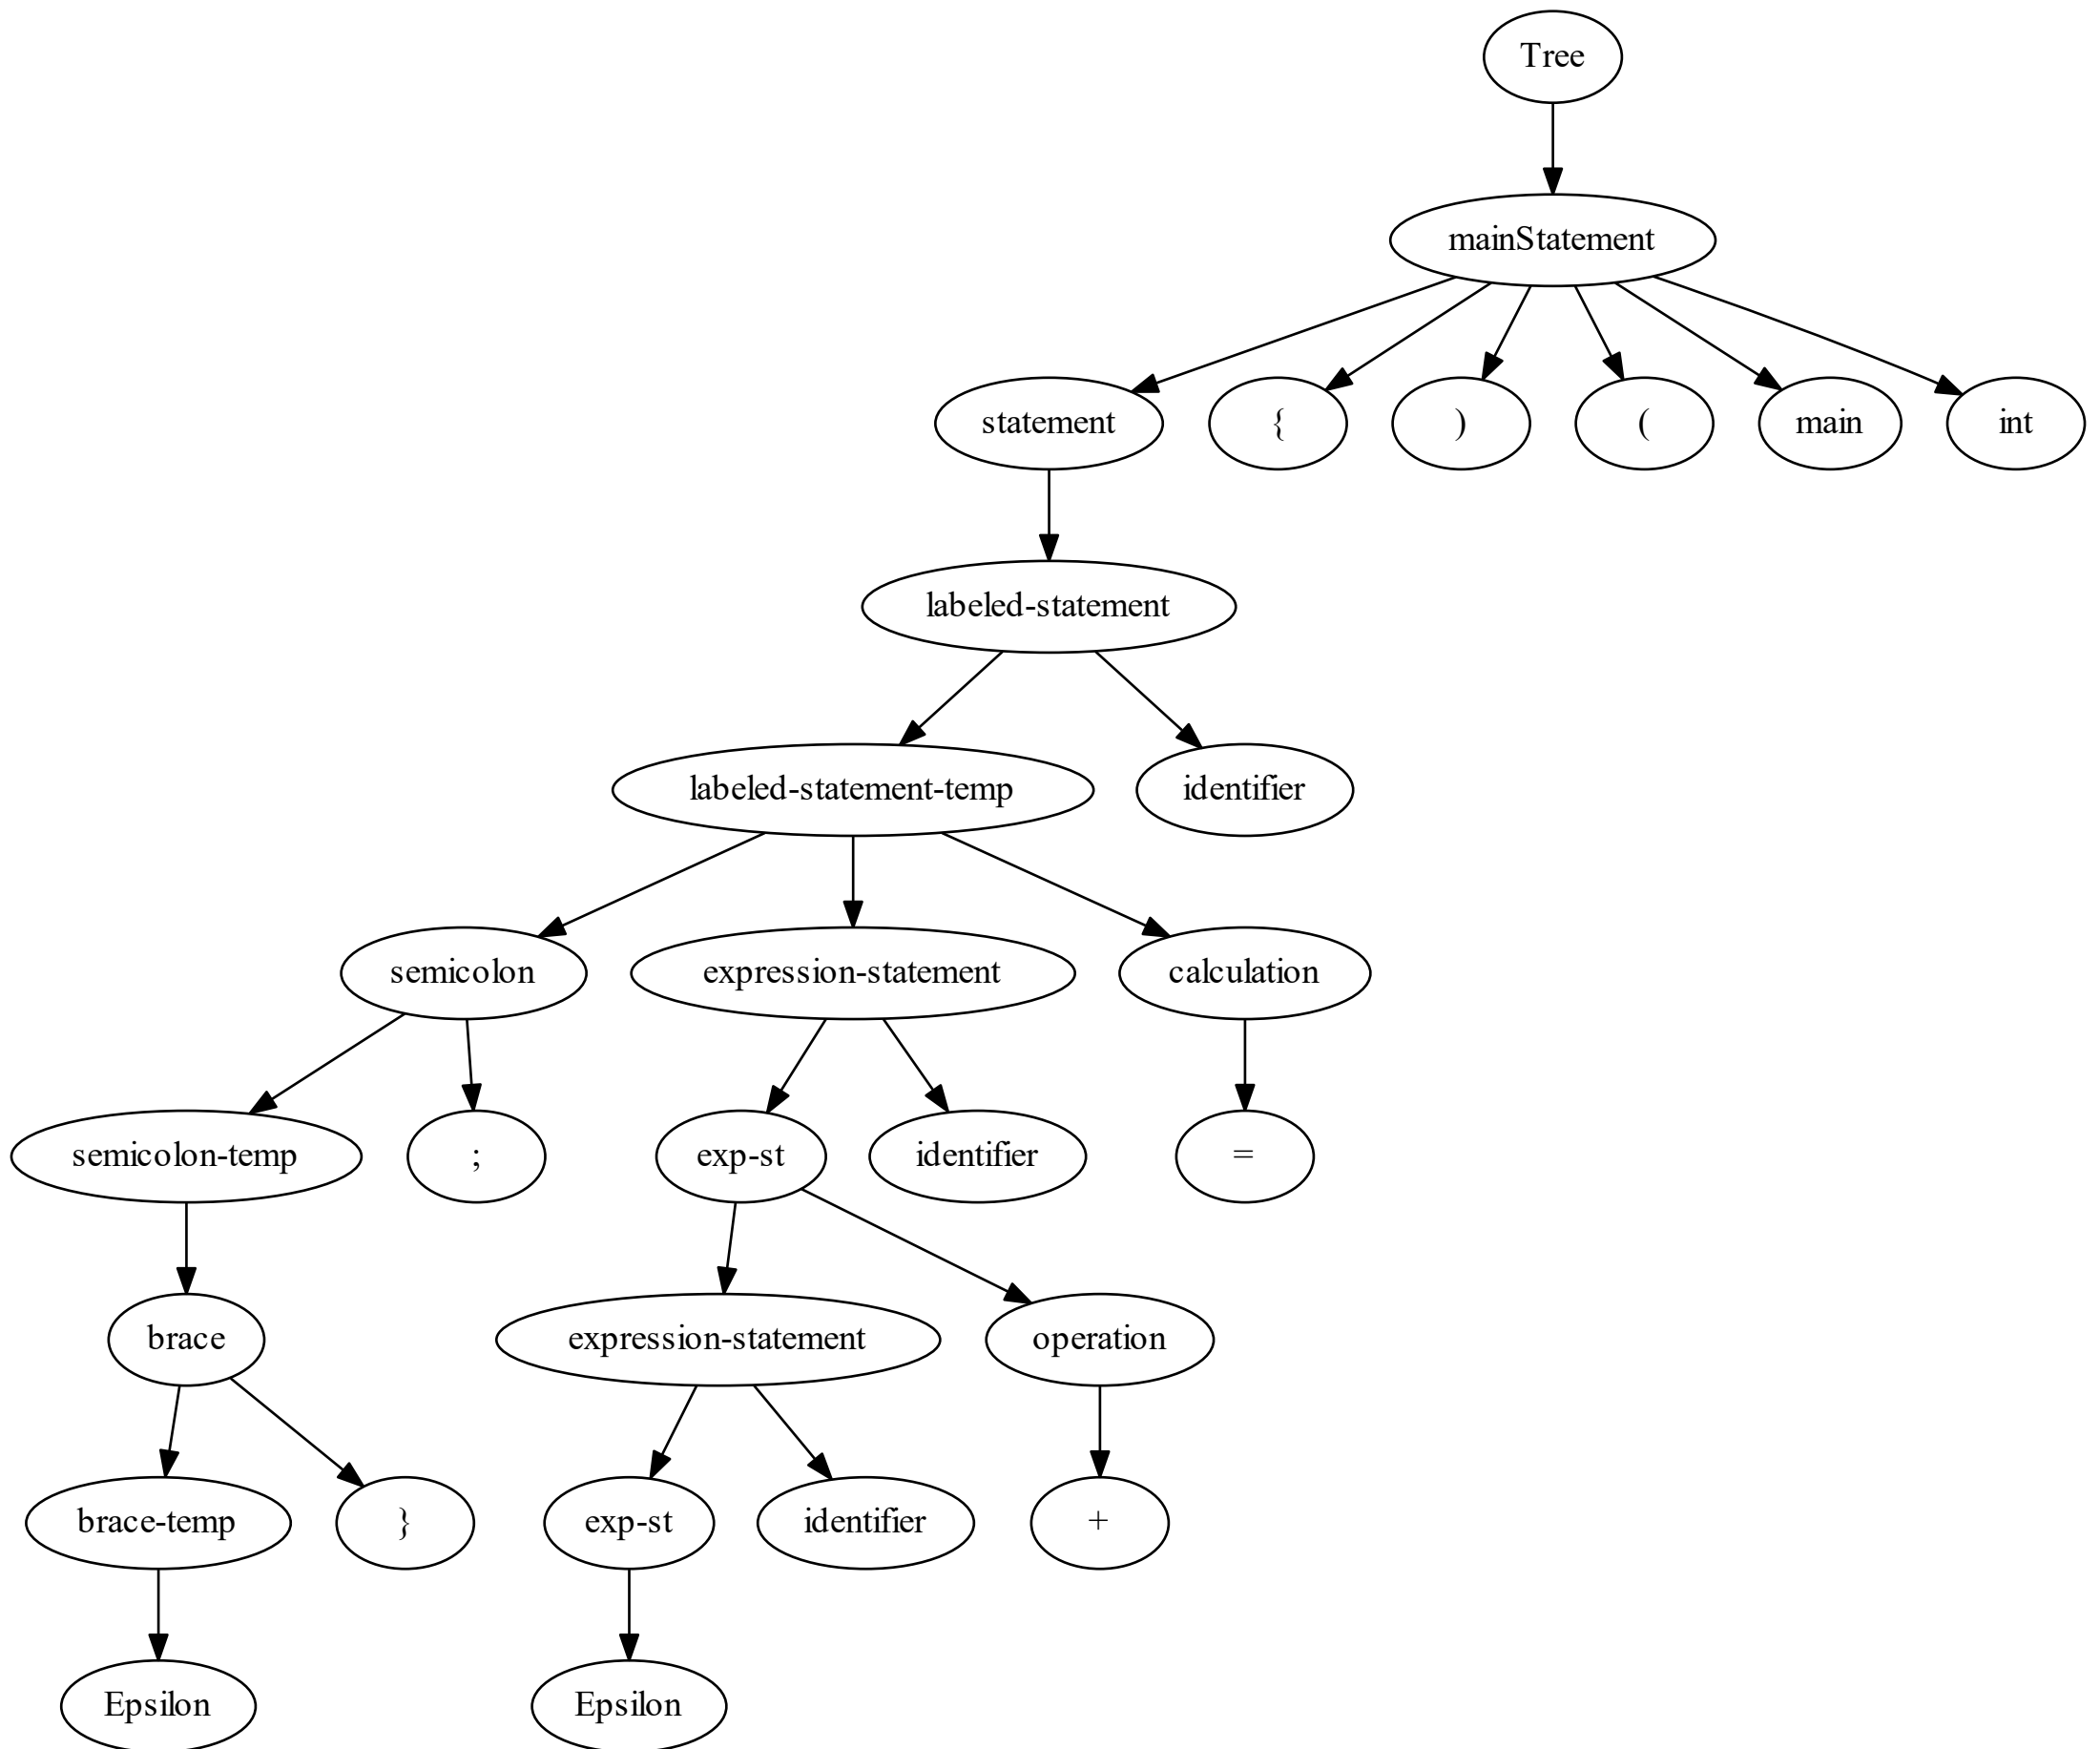 Tree
mainStatement
statement
{
)
(
main
int
labeled-statement
labeled-statement-temp
identifier
semicolon
expression-statement
calculation
semicolon-temp
;
exp-st
identifier
=
brace
expression-statement
operation
brace-temp
}
exp-st
identifier
+
Epsilon
Epsilon